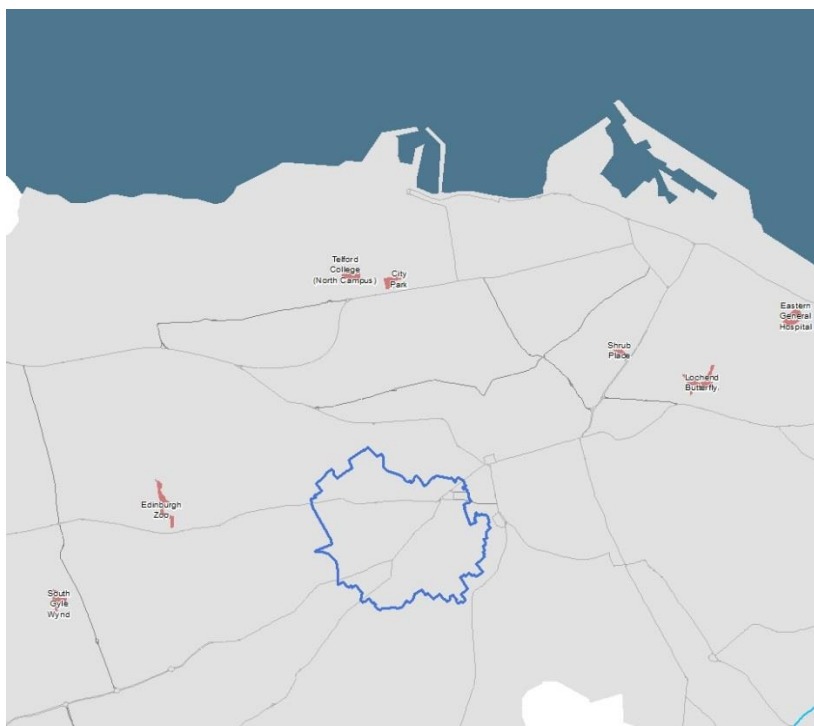 Telford
College
(North Campus)
City
Park
Eastern
General
Hospital
Shrub
Place
Lochend
Butterfly
Edinburgh
Zoo
South
Gyle
Wynd